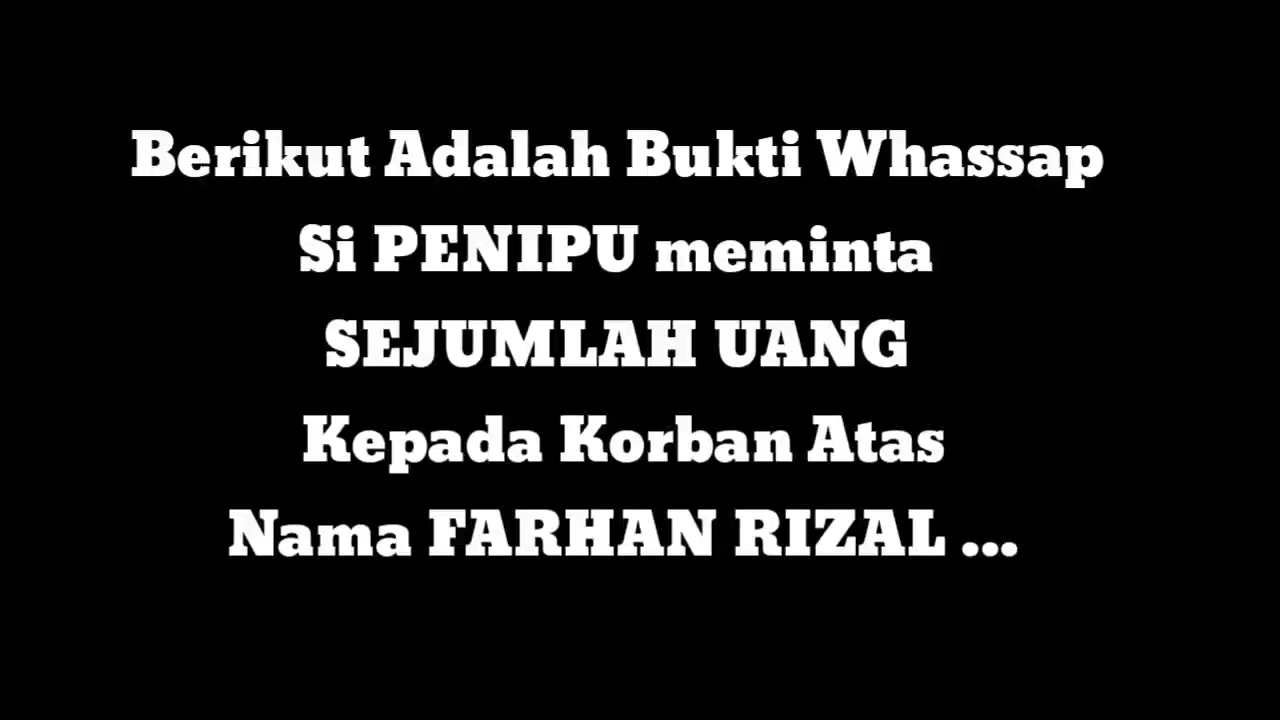 Berikut Adalah Bukti Whassap
Si PENIPU meminta
SEJUMLAH UANG
Kepada Korban Atas
Nama FARHAN RIZAL ...